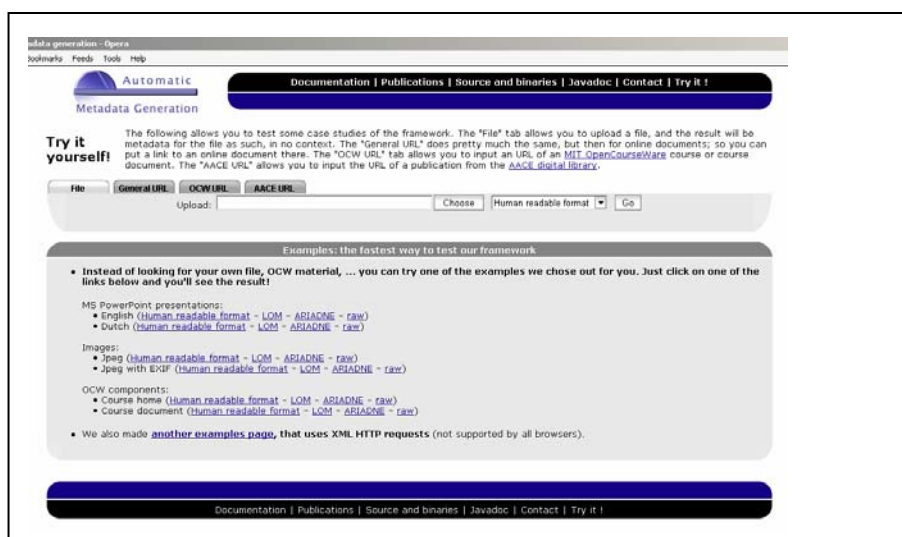 adata generation - Opera
Bookmarks Feeds Tools Help
Automatic
Metadata Generation
Documentation | Publications | Source and binaries | Javadoc | Contact | Try it !
Try it yourself!
The following allows you to test some case studies of the framework. The "File" tab allows you to upload a file, and the result will be
metadata for the file as such, in no context. The "General URL" does pretty much the same, but then for online documents; so you can
put a link to an online document there. The "OCW URL" tab allows you to input an URL of an MIT OpenCourseWare course or course
document. The "AACE URL" allows you to input the URL of a publication from the AACE digital library.
File General URL OCW URL AACE URL
Upload: Choose Human readable format Go
Examples: the fastest way to test our framework
• Instead of looking for your own file, OCW material, ... you can try one of the examples we chose out for you. Just click on one of the
links below and you'll see the result!
MS PowerPoint presentations:
• English (Human readable format - LOM - ARIADNE - raw)
• Dutch (Human readable format - LOM - ARIADNE - raw)
Images:
• Jpeg (Human readable format - LOM - ARIADNE - raw)
• Jpeg with EXIF (Human readable format - LOM - ARIADNE - raw)
OCW components:
• Course home (Human readable format - LOM - ARIADNE - raw)
• Course document (Human readable format - LOM - ARIADNE - raw)
• We also made another examples page, that uses XML HTTP requests (not supported by all browsers).
Documentation | Publications | Source and binaries | Javadoc | Contact | Try it !